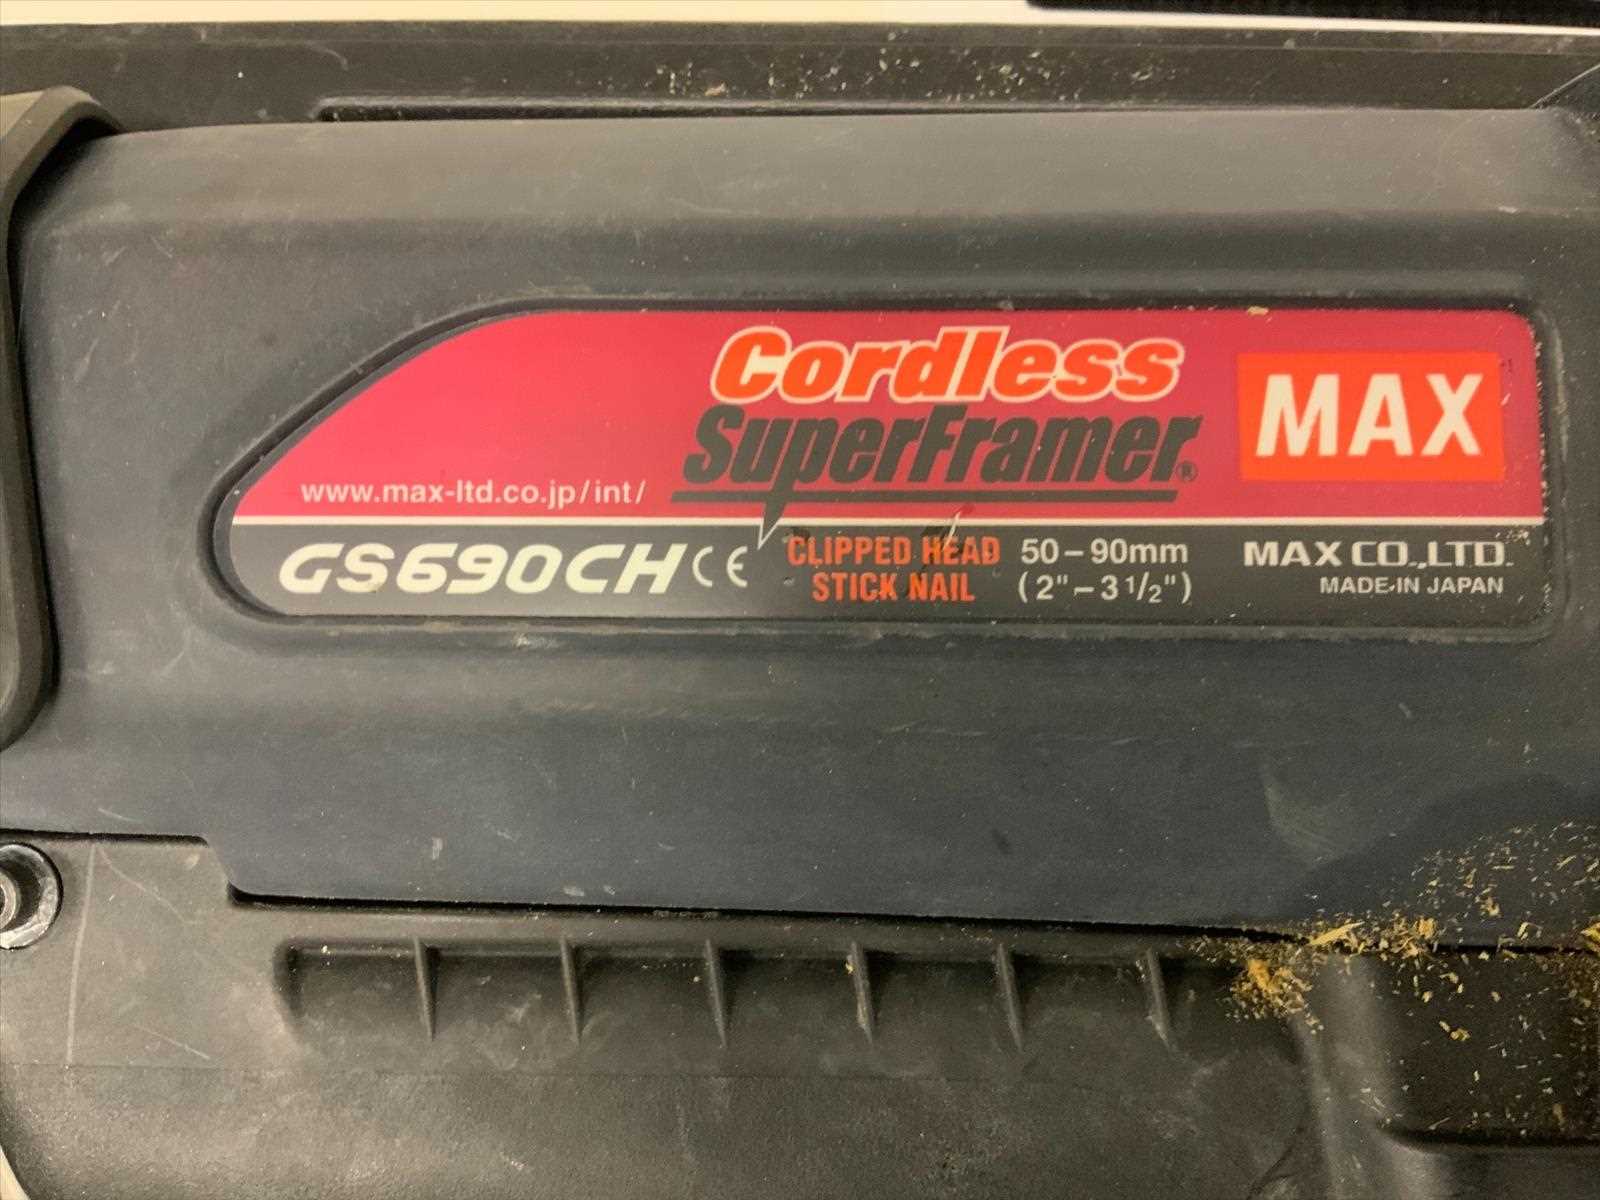 Cordless
SuperFramer®
MAX
www.max-ltd.co.jp/int/
GS690CH CE
CLIPPED HEAD
STICK NAIL
50-90mm
(2"-3 1/2")
MAX CO.,LTD.
MADE IN JAPAN